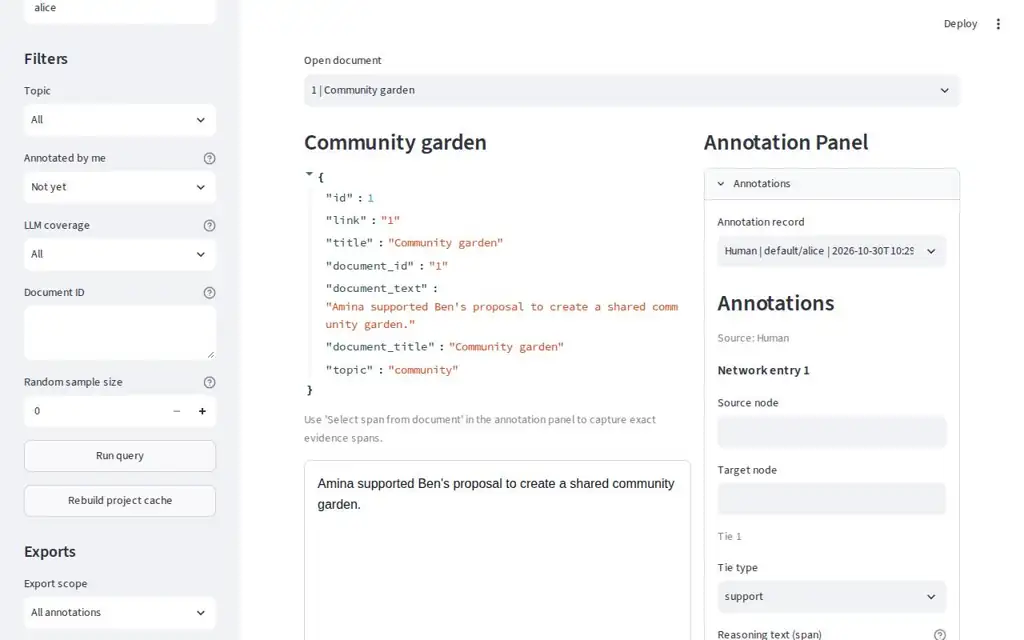 alice
Filters
Topic
All
Annotated by me
Not yet
LLM coverage
All
Document ID
Random sample size
0
Run query
Rebuild project cache
Exports
Export scope
All annotations
Deploy
Open document
1 | Community garden
Community garden
{
"id" : 1
"link" : "1"
"title" : "Community garden"
"document_id" : "1"
"document_text" :
"Amina supported Ben's proposal to create a shared comm
unity garden."
"document_title" : "Community garden"
"topic" : "community"
}
Use 'Select span from document' in the annotation panel to capture exact
evidence spans.
Amina supported Ben's proposal to create a shared community
garden.
Annotation Panel
Annotations
Annotation record
Human | default/alice | 2026-10-30T10:29
Annotations
Source: Human
Network entry 1
Source node
Target node
Tie 1
Tie type
support
Reasoning text (span)